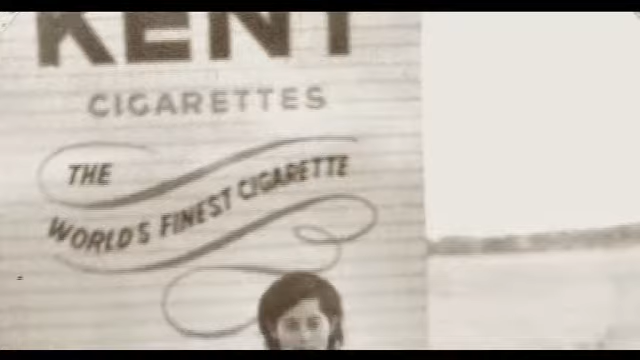 KENT
CIGARETTES
THE
WORLD'S FINEST CIGARETTE